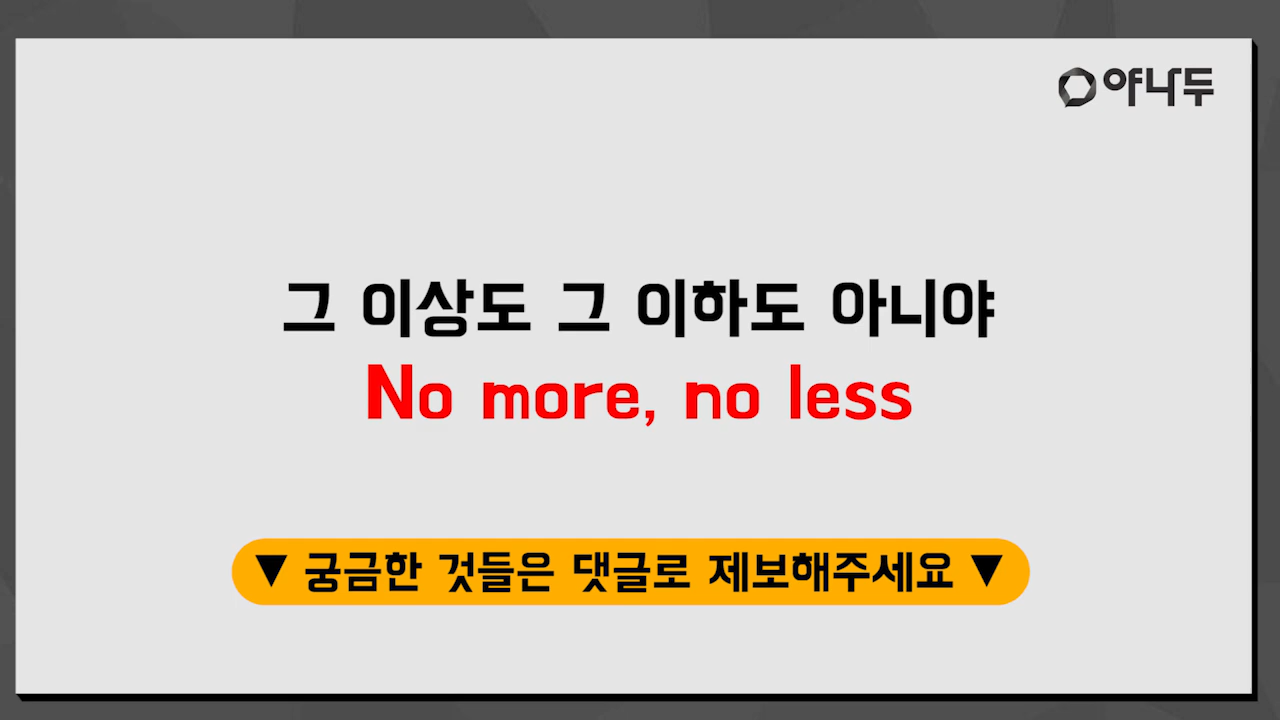 야나두
그 이상도 그 이하도 아니야
No more, no less
▼ 궁금한 것들은 댓글로 제보해주세요 ▼